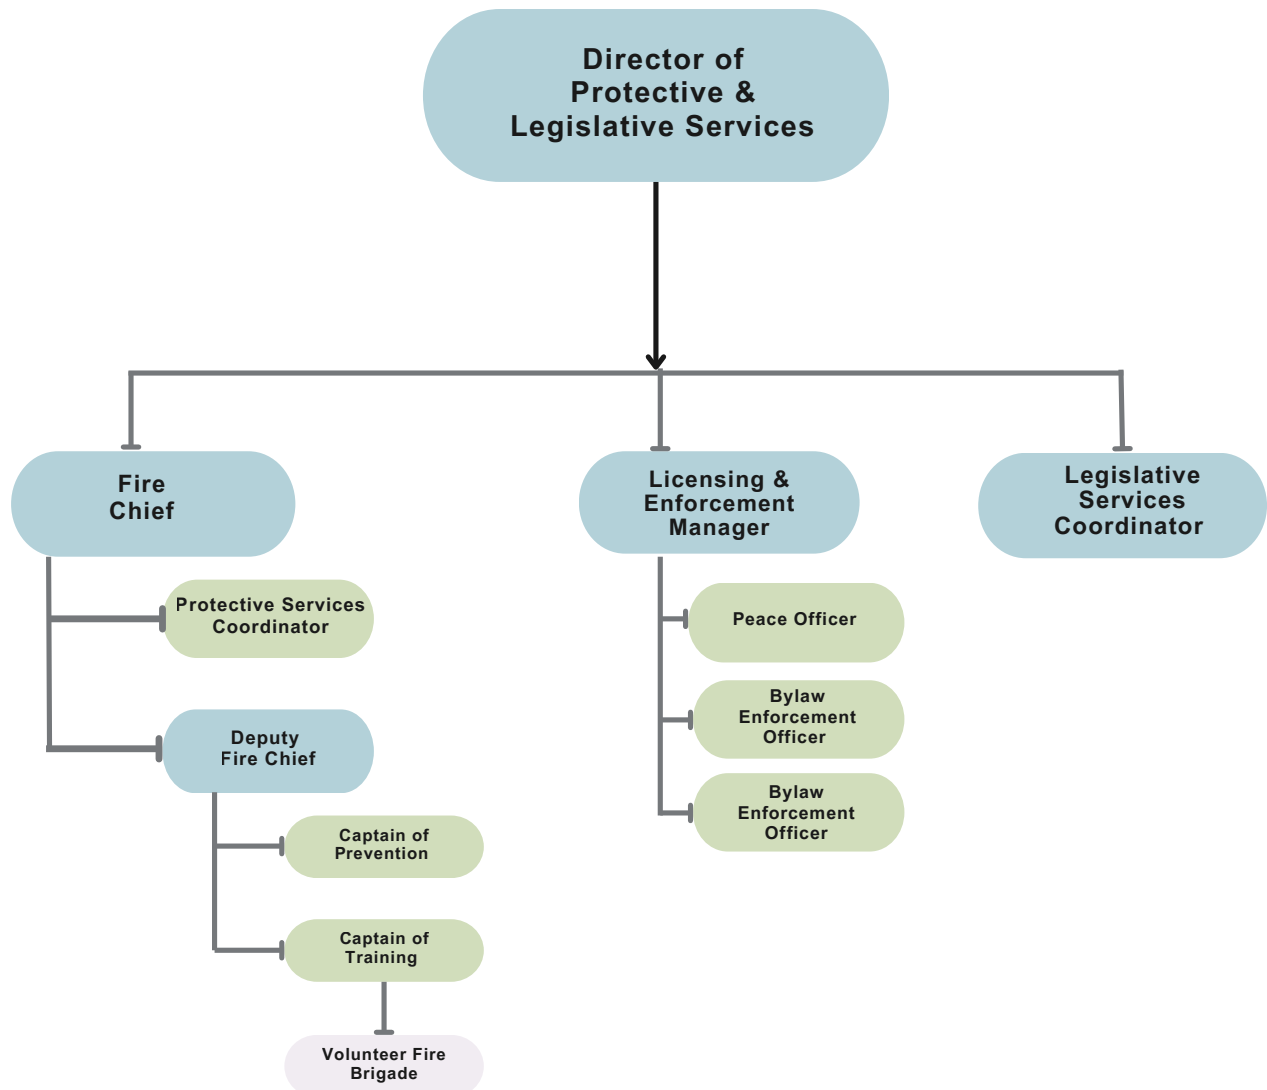 Director of
Protective &
Legislative Services
Fire
Chief
Licensing &
Enforcement
Manager
Legislative
Services
Coordinator
Protective Services
Coordinator
Deputy
Fire Chief
Captain of
Prevention
Captain of
Training
Volunteer Fire
Brigade
Peace Officer
Bylaw
Enforcement
Officer
Bylaw
Enforcement
Officer